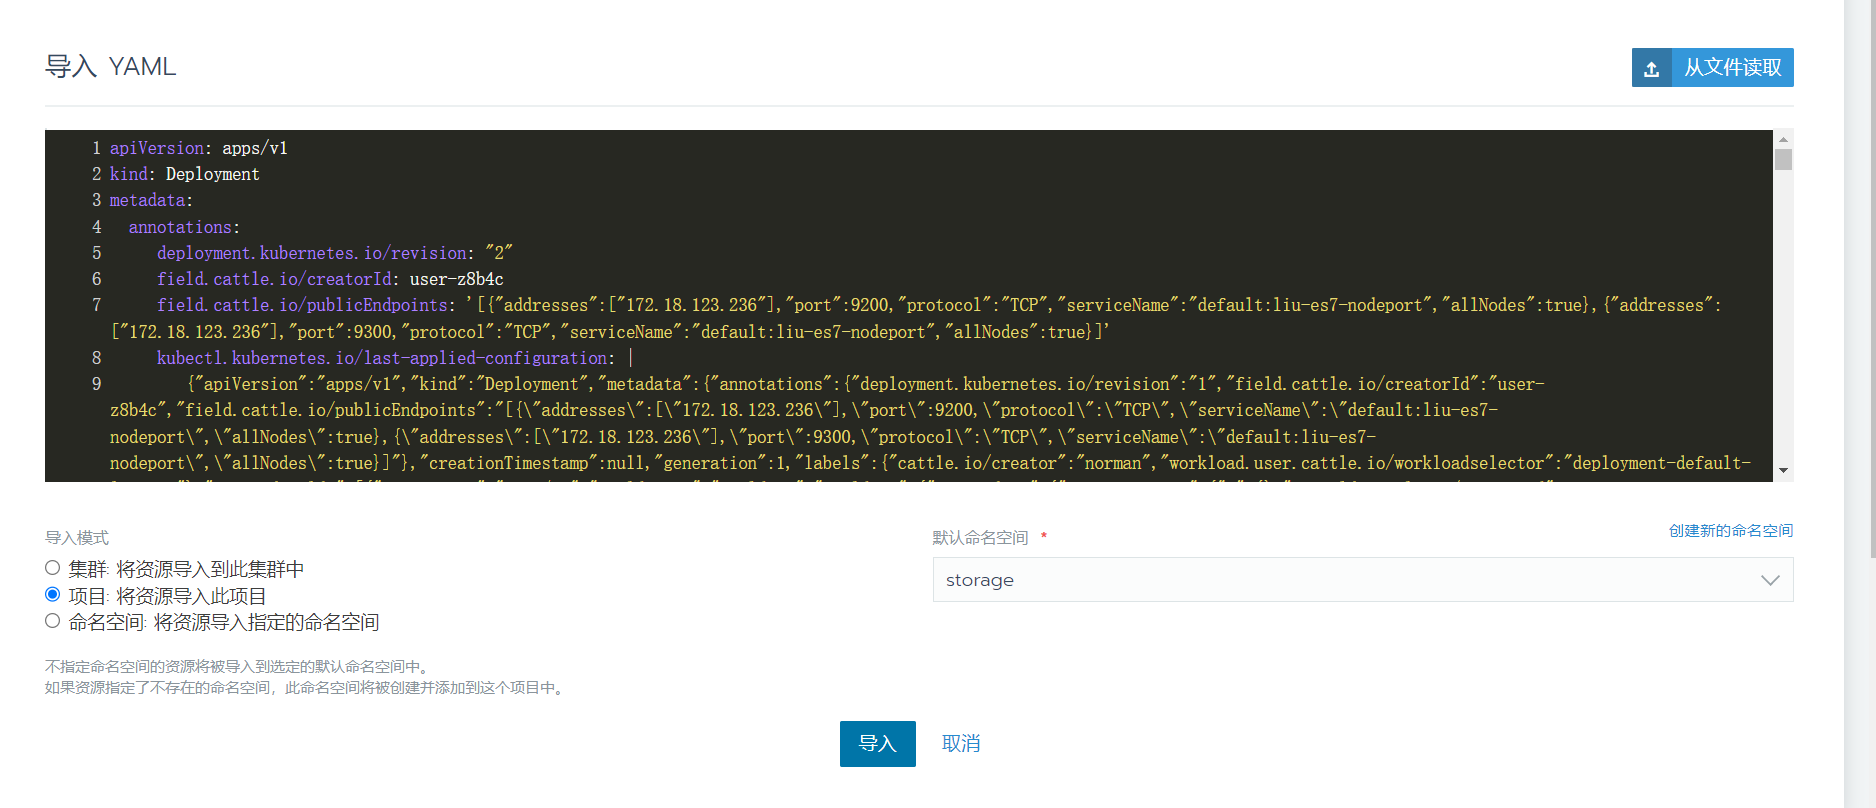 导入 YAML
从文件读取
1 apiVersion: apps/v1
2 kind: Deployment
3 metadata:
4 annotations:
5 deployment.kubernetes.io/revision: "2"
6 field.cattle.io/creatorId: user-z8b4c
7 field.cattle.io/publicEndpoints: '[{"addresses":["172.18.123.236"],"port":9200,"protocol":"TCP","serviceName":"default:liu-es7-nodeport","allNodes":true},{"addresses":
["172.18.123.236"],"port":9300,"protocol":"TCP","serviceName":"default:liu-es7-nodeport","allNodes":true}]'
8 kubectl.kubernetes.io/last-applied-configuration: |
9 {"apiVersion":"apps/v1","kind":"Deployment","metadata":{"annotations":{"deployment.kubernetes.io/revision":"1","field.cattle.io/creatorId":"user-
z8b4c","field.cattle.io/publicEndpoints":"[{\"addresses\":[\"172.18.123.236\"],\"port\":9200,\"protocol\":\"TCP\",\"serviceName\":\"default:liu-es7-
nodeport\",\"allNodes\":true},{\"addresses\":[\"172.18.123.236\"],\"port\":9300,\"protocol\":\"TCP\",\"serviceName\":\"default:liu-es7-
nodeport\",\"allNodes\":true}]"},"creationTimestamp":null,"generation":1,"labels":{"cattle.io/creator":"norman","workload.user.cattle.io/workloadselector":"deployment-default-
导入模式
集群: 将资源导入到此集群中
项目: 将资源导入此项目
命名空间: 将资源导入指定的命名空间
默认命名空间 *
创建新的命名空间
storage
不指定命名空间的资源将被导入到选定的默认命名空间中。
如果资源指定了不存在的命名空间，此命名空间将被创建并添加到这个项目中。
导入
取消